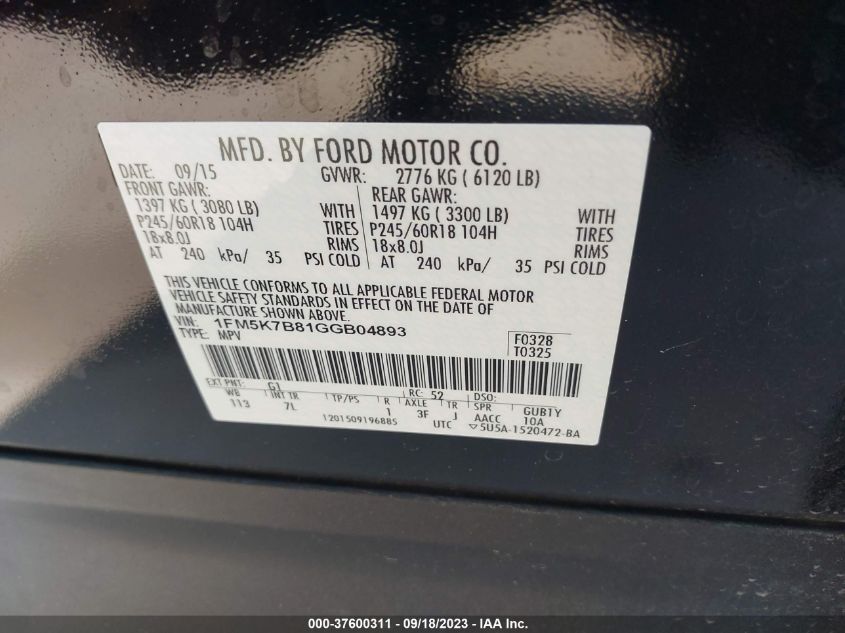 MFD. BY FORD MOTOR CO.
DATE: 09/15 GVWR: 2776 KG ( 6120 LB)
FRONT GAWR: REAR GAWR:
1397 KG ( 3080 LB) WITH 1497 KG ( 3300 LB) WITH
P245/60R18 104H TIRES P245/60R18 104H TIRES
18x8.0J RIMS 18x8.0J RIMS
AT 240 kPa/ 35 PSI COLD AT 240 kPa/ 35 PSI COLD
THIS VEHICLE CONFORMS TO ALL APPLICABLE FEDERAL MOTOR
VEHICLE SAFETY STANDARDS IN EFFECT ON THE DATE OF
MANUFACTURE SHOWN ABOVE.
VIN: 1FM5K7B81GGB04893
TYPE: MPV
F0328
T0325
EXT PNT: G1 RC: 52 DSO:
WB INT TR TP/PS R AXLE TR SPR GUBTY
113 7L 1 3F J AACC 10A
1201509196885 UTC ▽5U5A-1520472-BA
000-37600311 - 09/18/2023 - IAA Inc.